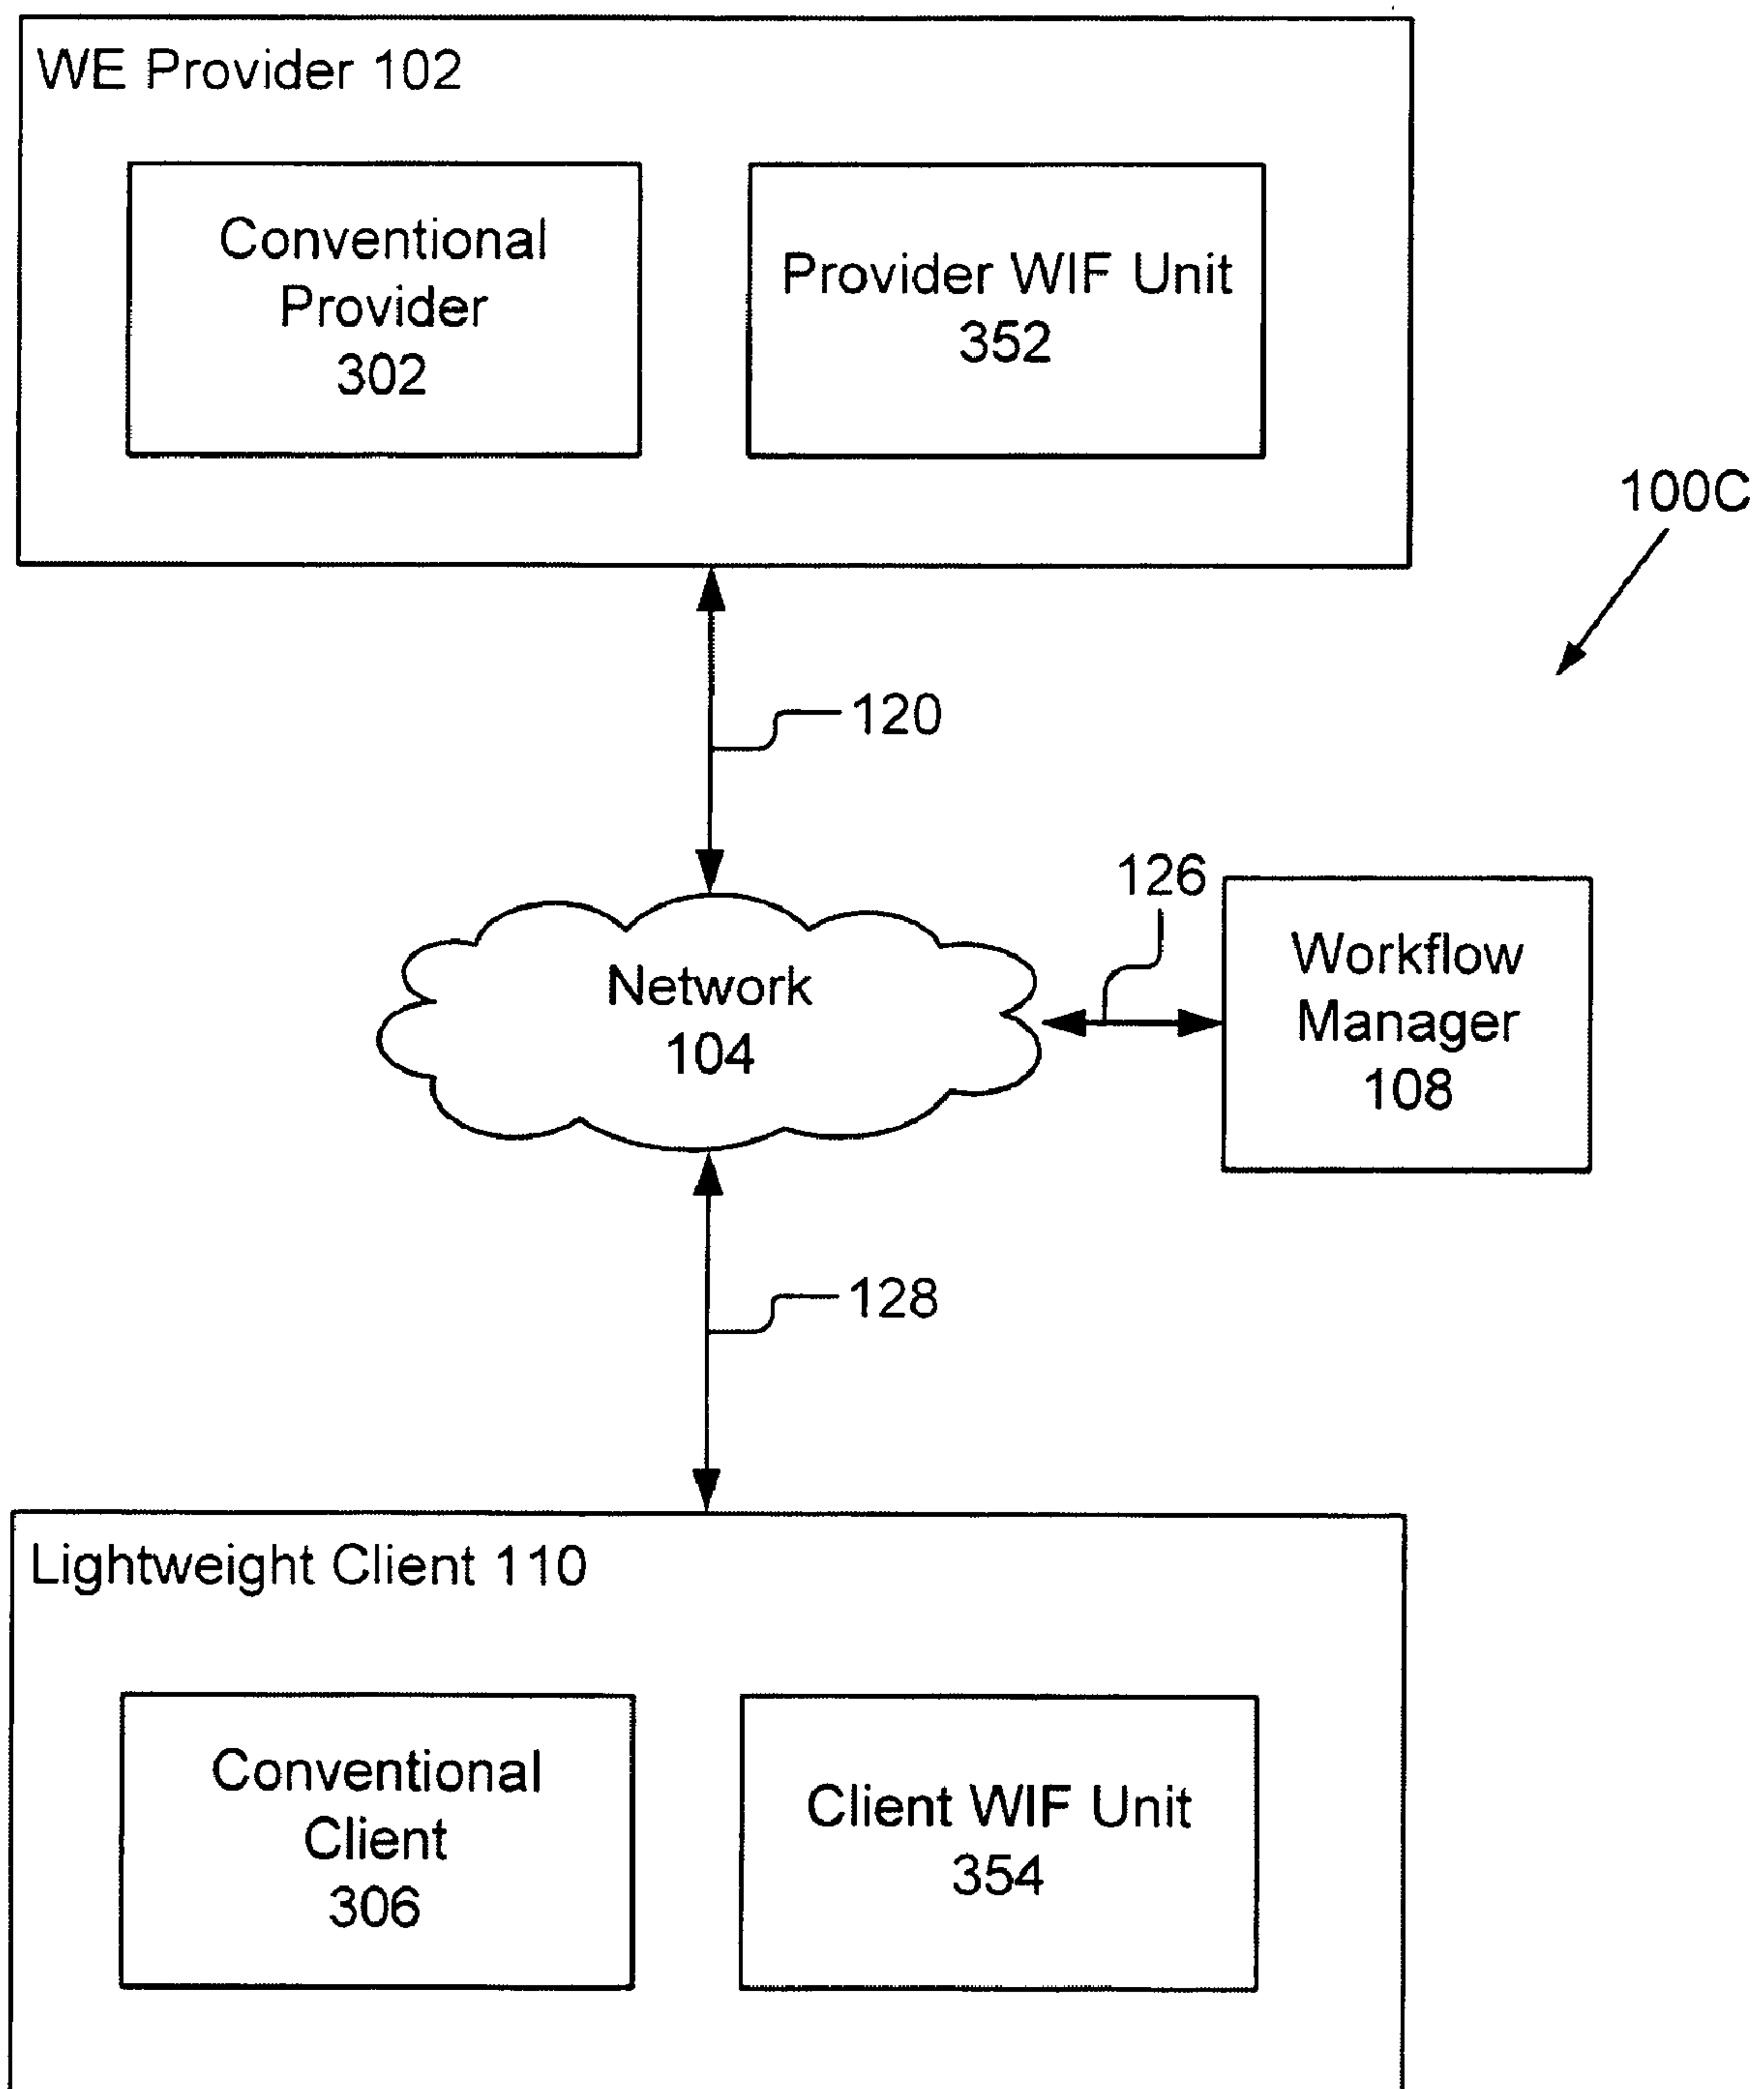 WE Provider 102
Conventional
Provider
302
Provider WIF Unit
352
100C
120
126
Network
104
Workflow
Manager
108
128
Lightweight Client 110
Conventional
Client
306
Client WIF Unit
354